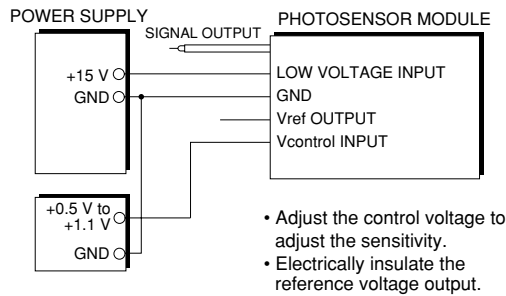 POWER SUPPLY
PHOTOSENSOR MODULE
SIGNAL OUTPUT
+15 V
LOW VOLTAGE INPUT
GND
GND
Vref OUTPUT
Vcontrol INPUT
+0.5 V to
+1.1 V
GND
• Adjust the control voltage to
adjust the sensitivity.
• Electrically insulate the
reference voltage output.